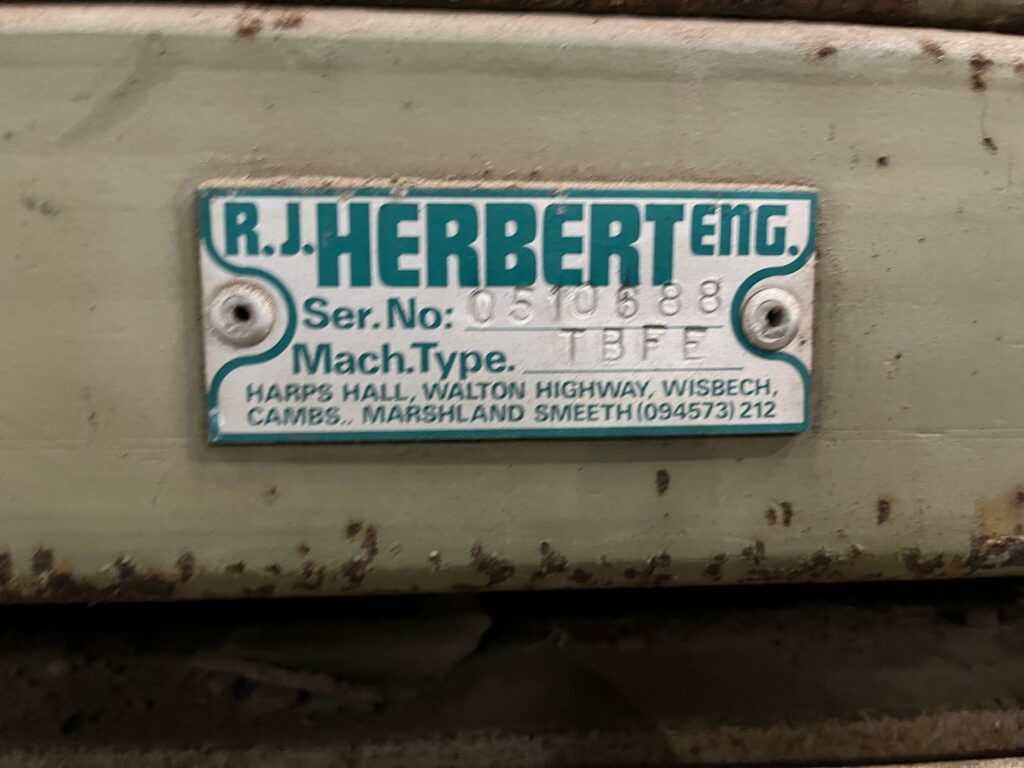 R.J. HERBERT ENG.
Ser. No: 0510688
Mach. Type. TBFE
HARPS HALL, WALTON HIGHWAY, WISBECH,
CAMBS., MARSHLAND SMEETH (094573) 212